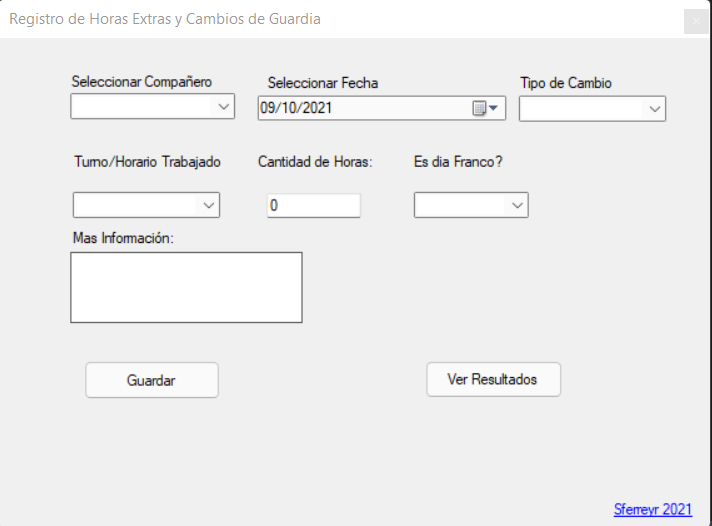 Registro de Horas Extras y Cambios de Guardia
Seleccionar Compañero
Seleccionar Fecha
Tipo de Cambio
09/10/2021
Turno/Horario Trabajado
Cantidad de Horas:
Es dia Franco?
0
Mas Información:
Guardar
Ver Resultados
Sferreyr 2021